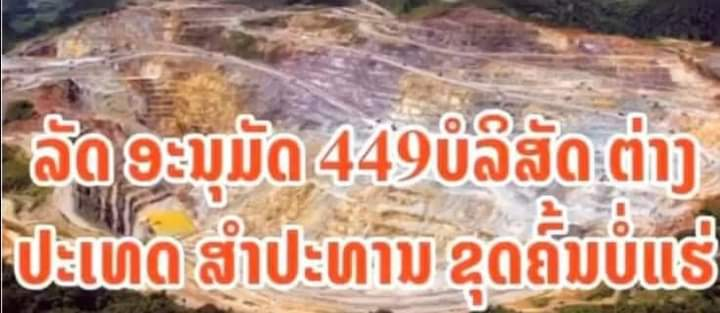 ລັດ ອະນຸມັດ 449ບໍລິສັດ ຕ່າງ
ປະເທດ ສຳປະທານ ຂຸດຄົ້ນບໍ່ແຮ່